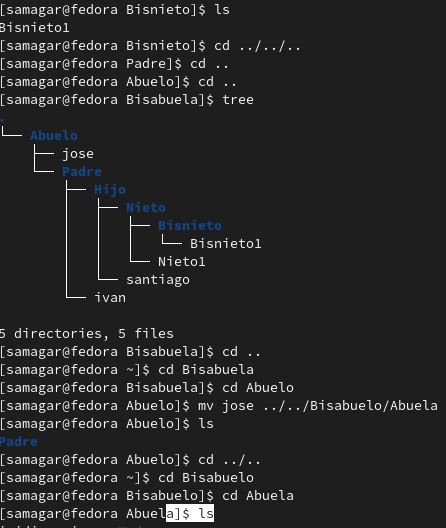 [samagar@fedora Bisnieto]$ ls
Bisnieto1
[samagar@fedora Bisnieto]$ cd ../../..
[samagar@fedora Padre]$ cd ..
[samagar@fedora Abuelo]$ cd ..
[samagar@fedora Bisabuela]$ tree
.
└── Abuelo
    ├── jose
    └── Padre
        ├── Hijo
        │   ├── Nieto
        │   │   ├── Bisnieto
        │   │   │   └── Bisnieto1
        │   │   └── Nieto1
        │   └── santiago
        └── ivan

5 directories, 5 files
[samagar@fedora Bisabuela]$ cd ..
[samagar@fedora ~]$ cd Bisabuela
[samagar@fedora Bisabuela]$ cd Abuelo
[samagar@fedora Abuelo]$ mv jose ../../Bisabuelo/Abuela
[samagar@fedora Abuelo]$ ls
Padre
[samagar@fedora Abuelo]$ cd ../..
[samagar@fedora ~]$ cd Bisabuelo
[samagar@fedora Bisabuelo]$ cd Abuela
[samagar@fedora Abuela]$ ls